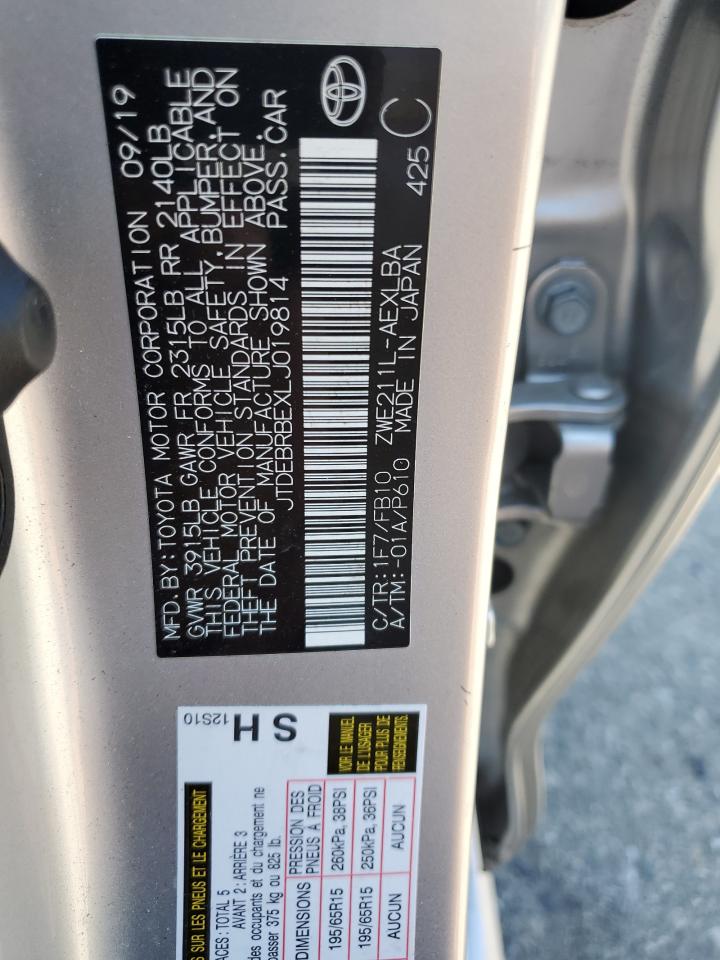 MFD. BY: TOYOTA MOTOR CORPORATION 09/19
GVWR 3915LB GAWR FR 2315LB RR 2140LB
THIS VEHICLE CONFORMS TO ALL APPLICABLE
FEDERAL MOTOR VEHICLE SAFETY, BUMPER, AND
THEFT PREVENTION STANDARDS IN EFFECT ON
THE DATE OF MANUFACTURE SHOWN ABOVE.
JTDEBRBEXLJ019814 PASS. CAR
C/TR: 1F7/FB10 ZWE211L-AEXLBA
A/TM: -01A/P610 MADE IN JAPAN
425 C
12S10
S H
SUR LES PNEUS ET LE CHARGEMENT
TOTAL 5
AVANT 2: ARRIÈRE 3
des occupants et du chargement ne
passer 375 kg ou 825 lb.
DIMENSIONS PRESSION DES PNEUS À FROID
195/65R15 260kPa, 38PSI
195/65R15 250kPa, 36PSI
AUCUN AUCUN
VOIR LE MANUEL
DE L'USAGER
POUR PLUS DE
RENSEIGNEMENTS